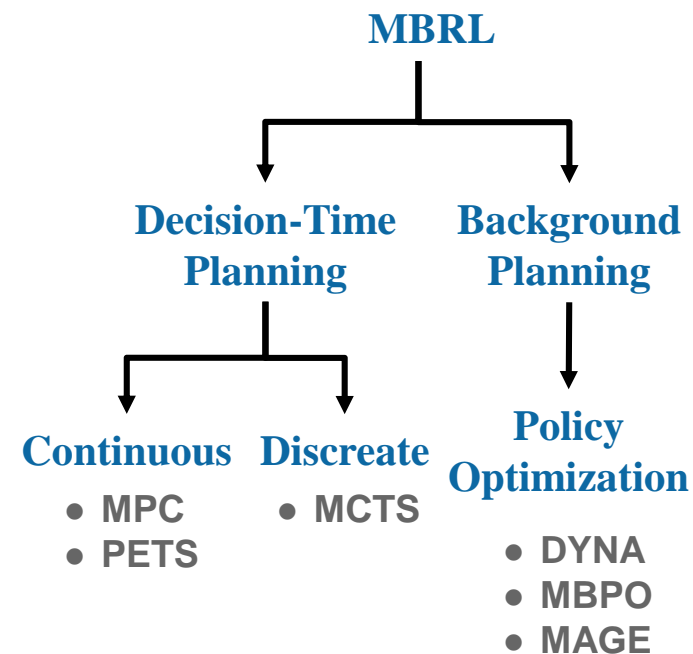 MBRL
Decision-Time
Planning
Background
Planning
Continuous
● MPC
● PETS
Discreate
● MCTS
Policy
Optimization
● DYNA
● MBPO
● MAGE